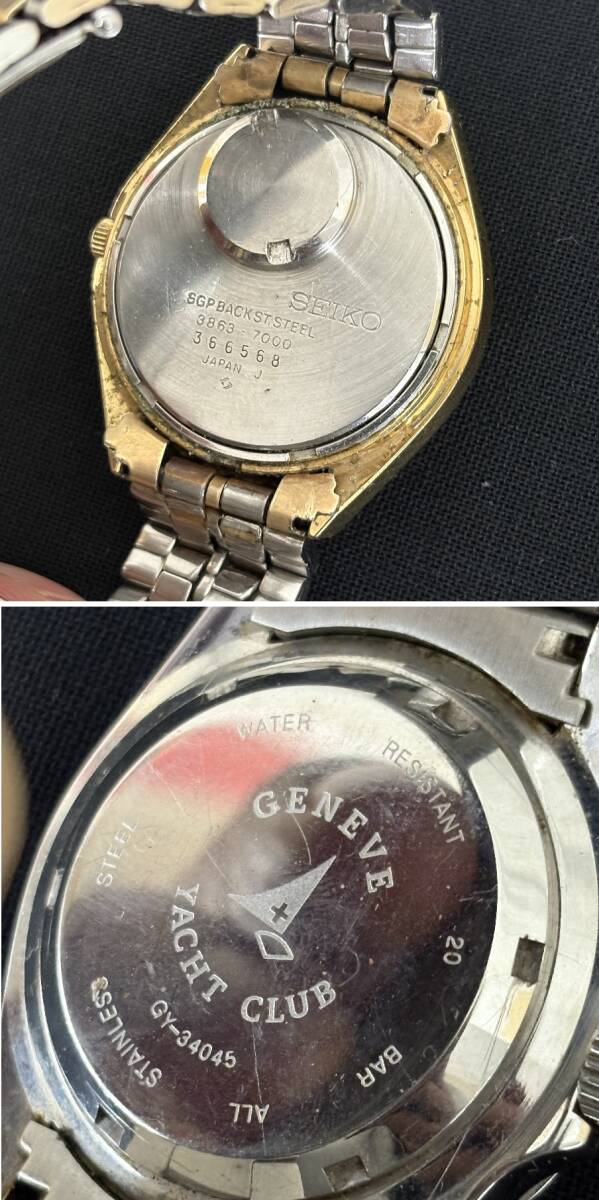 SEIKO
SGP BACK ST. STEEL
3863-7000
366568
JAPAN J
WATER RESISTANT 20 BAR ALL STAINLESS STEEL
GENEVE
YACHT CLUB
GY-34045